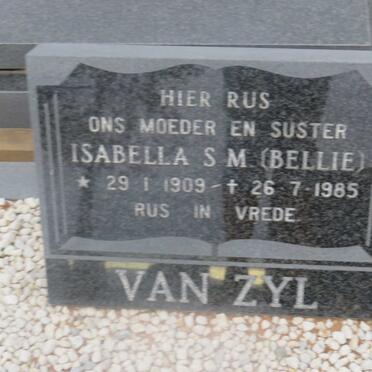 HIER RUS
ONS MOEDER EN SUSTER
ISABELLA S M (BELLIE)
★ 29 1 1909 - ✝ 26 7 1985
RUS IN VREDE
VAN ZYL